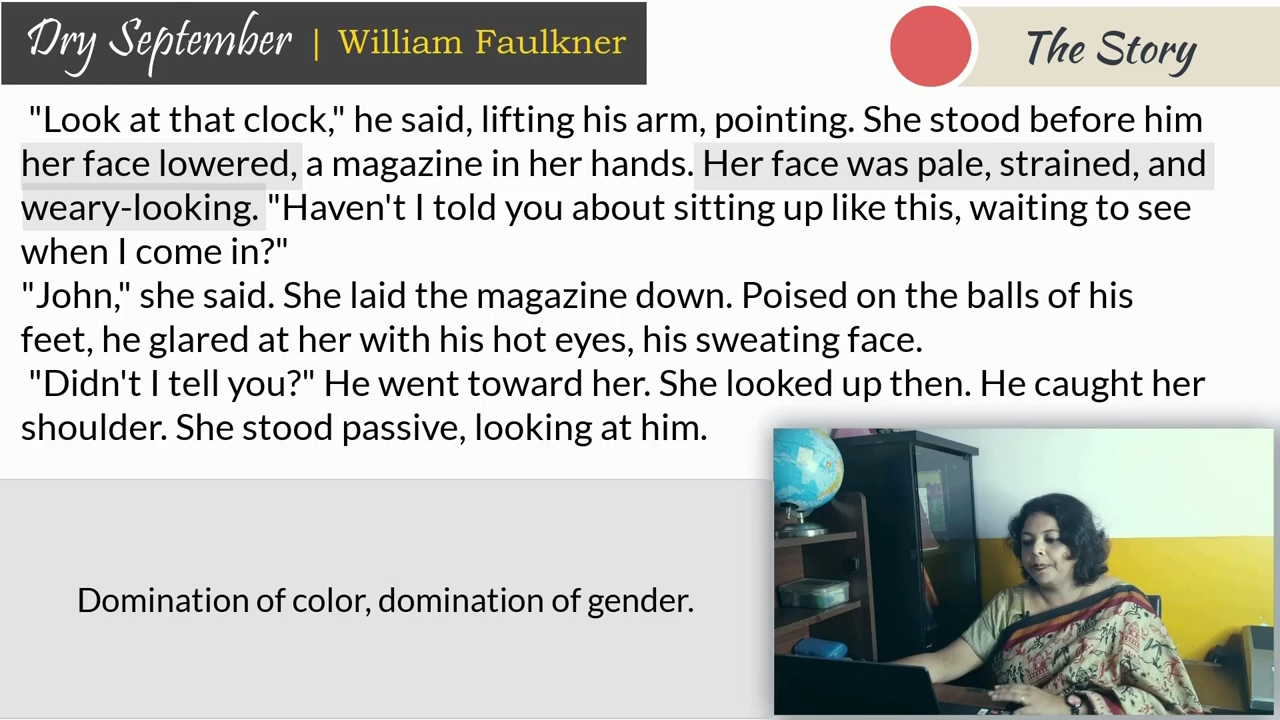 Dry September | William Faulkner
The Story
"Look at that clock," he said, lifting his arm, pointing. She stood before him
her face lowered, a magazine in her hands. Her face was pale, strained, and
weary-looking. "Haven't I told you about sitting up like this, waiting to see
when I come in?"
"John," she said. She laid the magazine down. Poised on the balls of his
feet, he glared at her with his hot eyes, his sweating face.
"Didn't I tell you?" He went toward her. She looked up then. He caught her
shoulder. She stood passive, looking at him.
Domination of color, domination of gender.